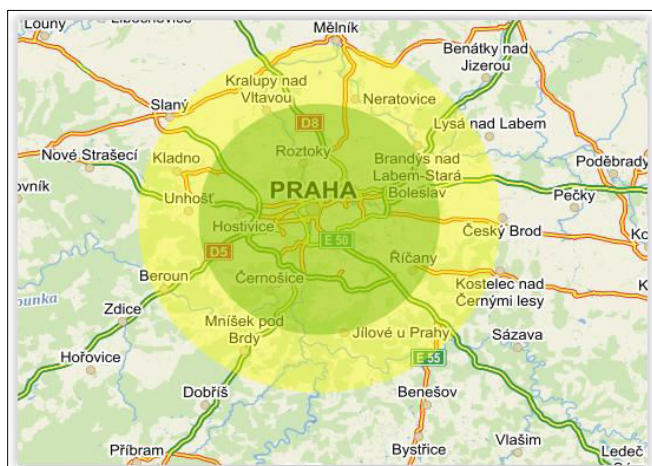 Louny
Mělník
Benátky nad
Jizerou
Kralupy nad
Vltavou
Neratovice
Slaný
D8
Lysá nad Labem
Roztoky
Nové Strašecí
Kladno
Brandýs nad
Labem-Stará
Boleslav
Poděbrady
PRAHA
Pečky
Unhošť
Hostivice
Český Brod
E 50
D5
Říčany
Beroun
Černošice
Kostelec nad
Černými lesy
Zdice
Mníšek pod
Brdy
Jílové u Prahy
Sázava
Hořovice
E 55
Dobříš
Benešov
Příbram
Bystřice
Vlašim
Ledeč